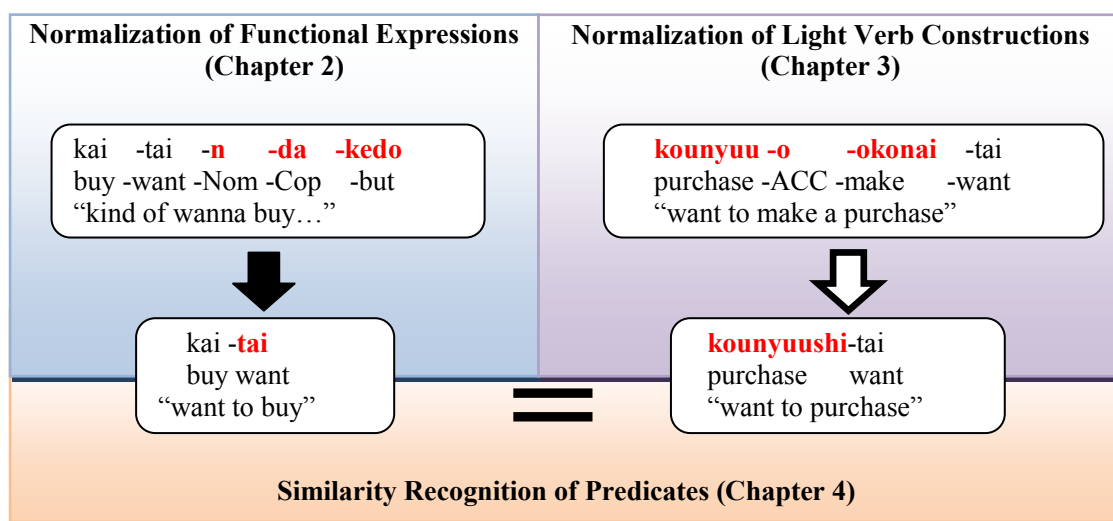 Normalization of Functional Expressions
(Chapter 2)
kai -tai -n -da -kedo
buy -want -Nom -Cop -but
“kind of wanna buy…”
kai -tai
buy want
“want to buy”
Normalization of Light Verb Constructions
(Chapter 3)
kounyuu -o -okonai -tai
purchase -ACC -make -want
“want to make a purchase”
kounyuushi-tai
purchase want
“want to purchase”
=
Similarity Recognition of Predicates (Chapter 4)